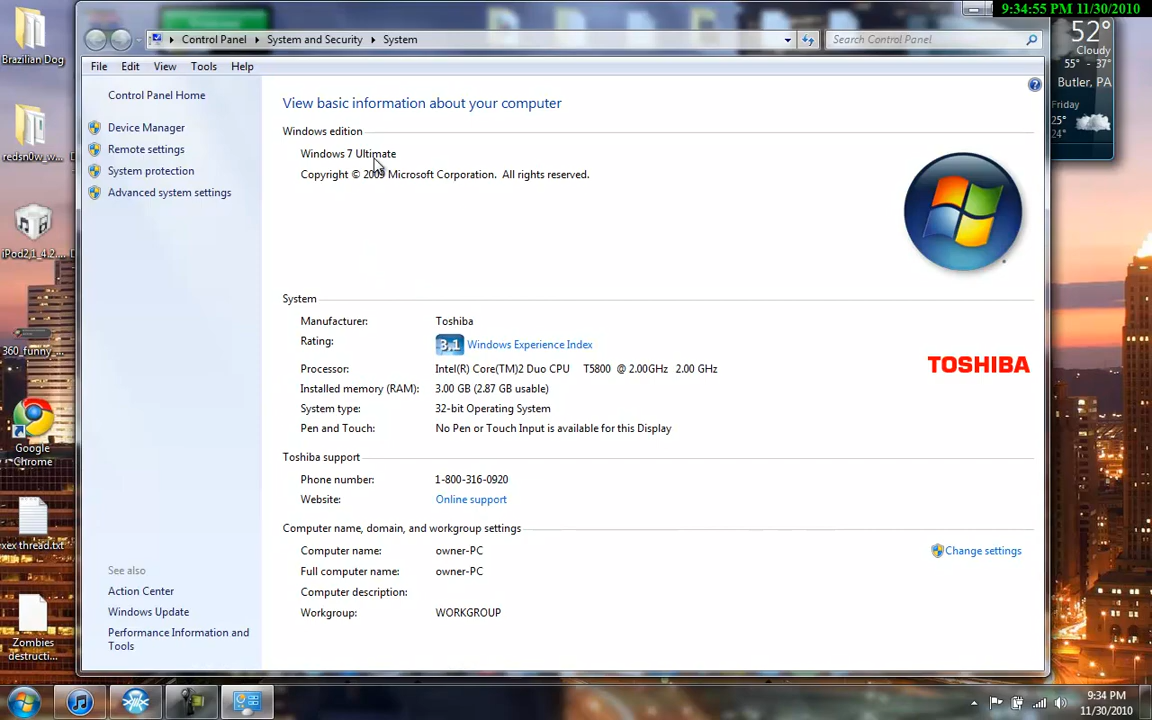 9:34:55 PM 11/30/2010
Brazilian Dog
redsn0w_w...
iPod2,1_4.2....
360_funny_...
Google
Chrome
xex thread.txt
Zombies
destructi...
Control Panel
System and Security
System
Search Control Panel
File Edit View Tools Help
Control Panel Home
Device Manager
Remote settings
System protection
Advanced system settings
See also
Action Center
Windows Update
Performance Information and
Tools
View basic information about your computer
Windows edition
Windows 7 Ultimate
Copyright © 2009 Microsoft Corporation. All rights reserved.
System
Manufacturer: Toshiba
Rating: 3.1 Windows Experience Index
Processor: Intel(R) Core(TM)2 Duo CPU T5800 @ 2.00GHz 2.00 GHz
Installed memory (RAM): 3.00 GB (2.87 GB usable)
System type: 32-bit Operating System
Pen and Touch: No Pen or Touch Input is available for this Display
TOSHIBA
Toshiba support
Phone number: 1-800-316-0920
Website: Online support
Computer name, domain, and workgroup settings
Computer name: owner-PC
Change settings
Full computer name: owner-PC
Computer description:
Workgroup: WORKGROUP
52°
Cloudy
55° - 37°
Butler, PA
Friday
25°
24°
9:34 PM
11/30/2010